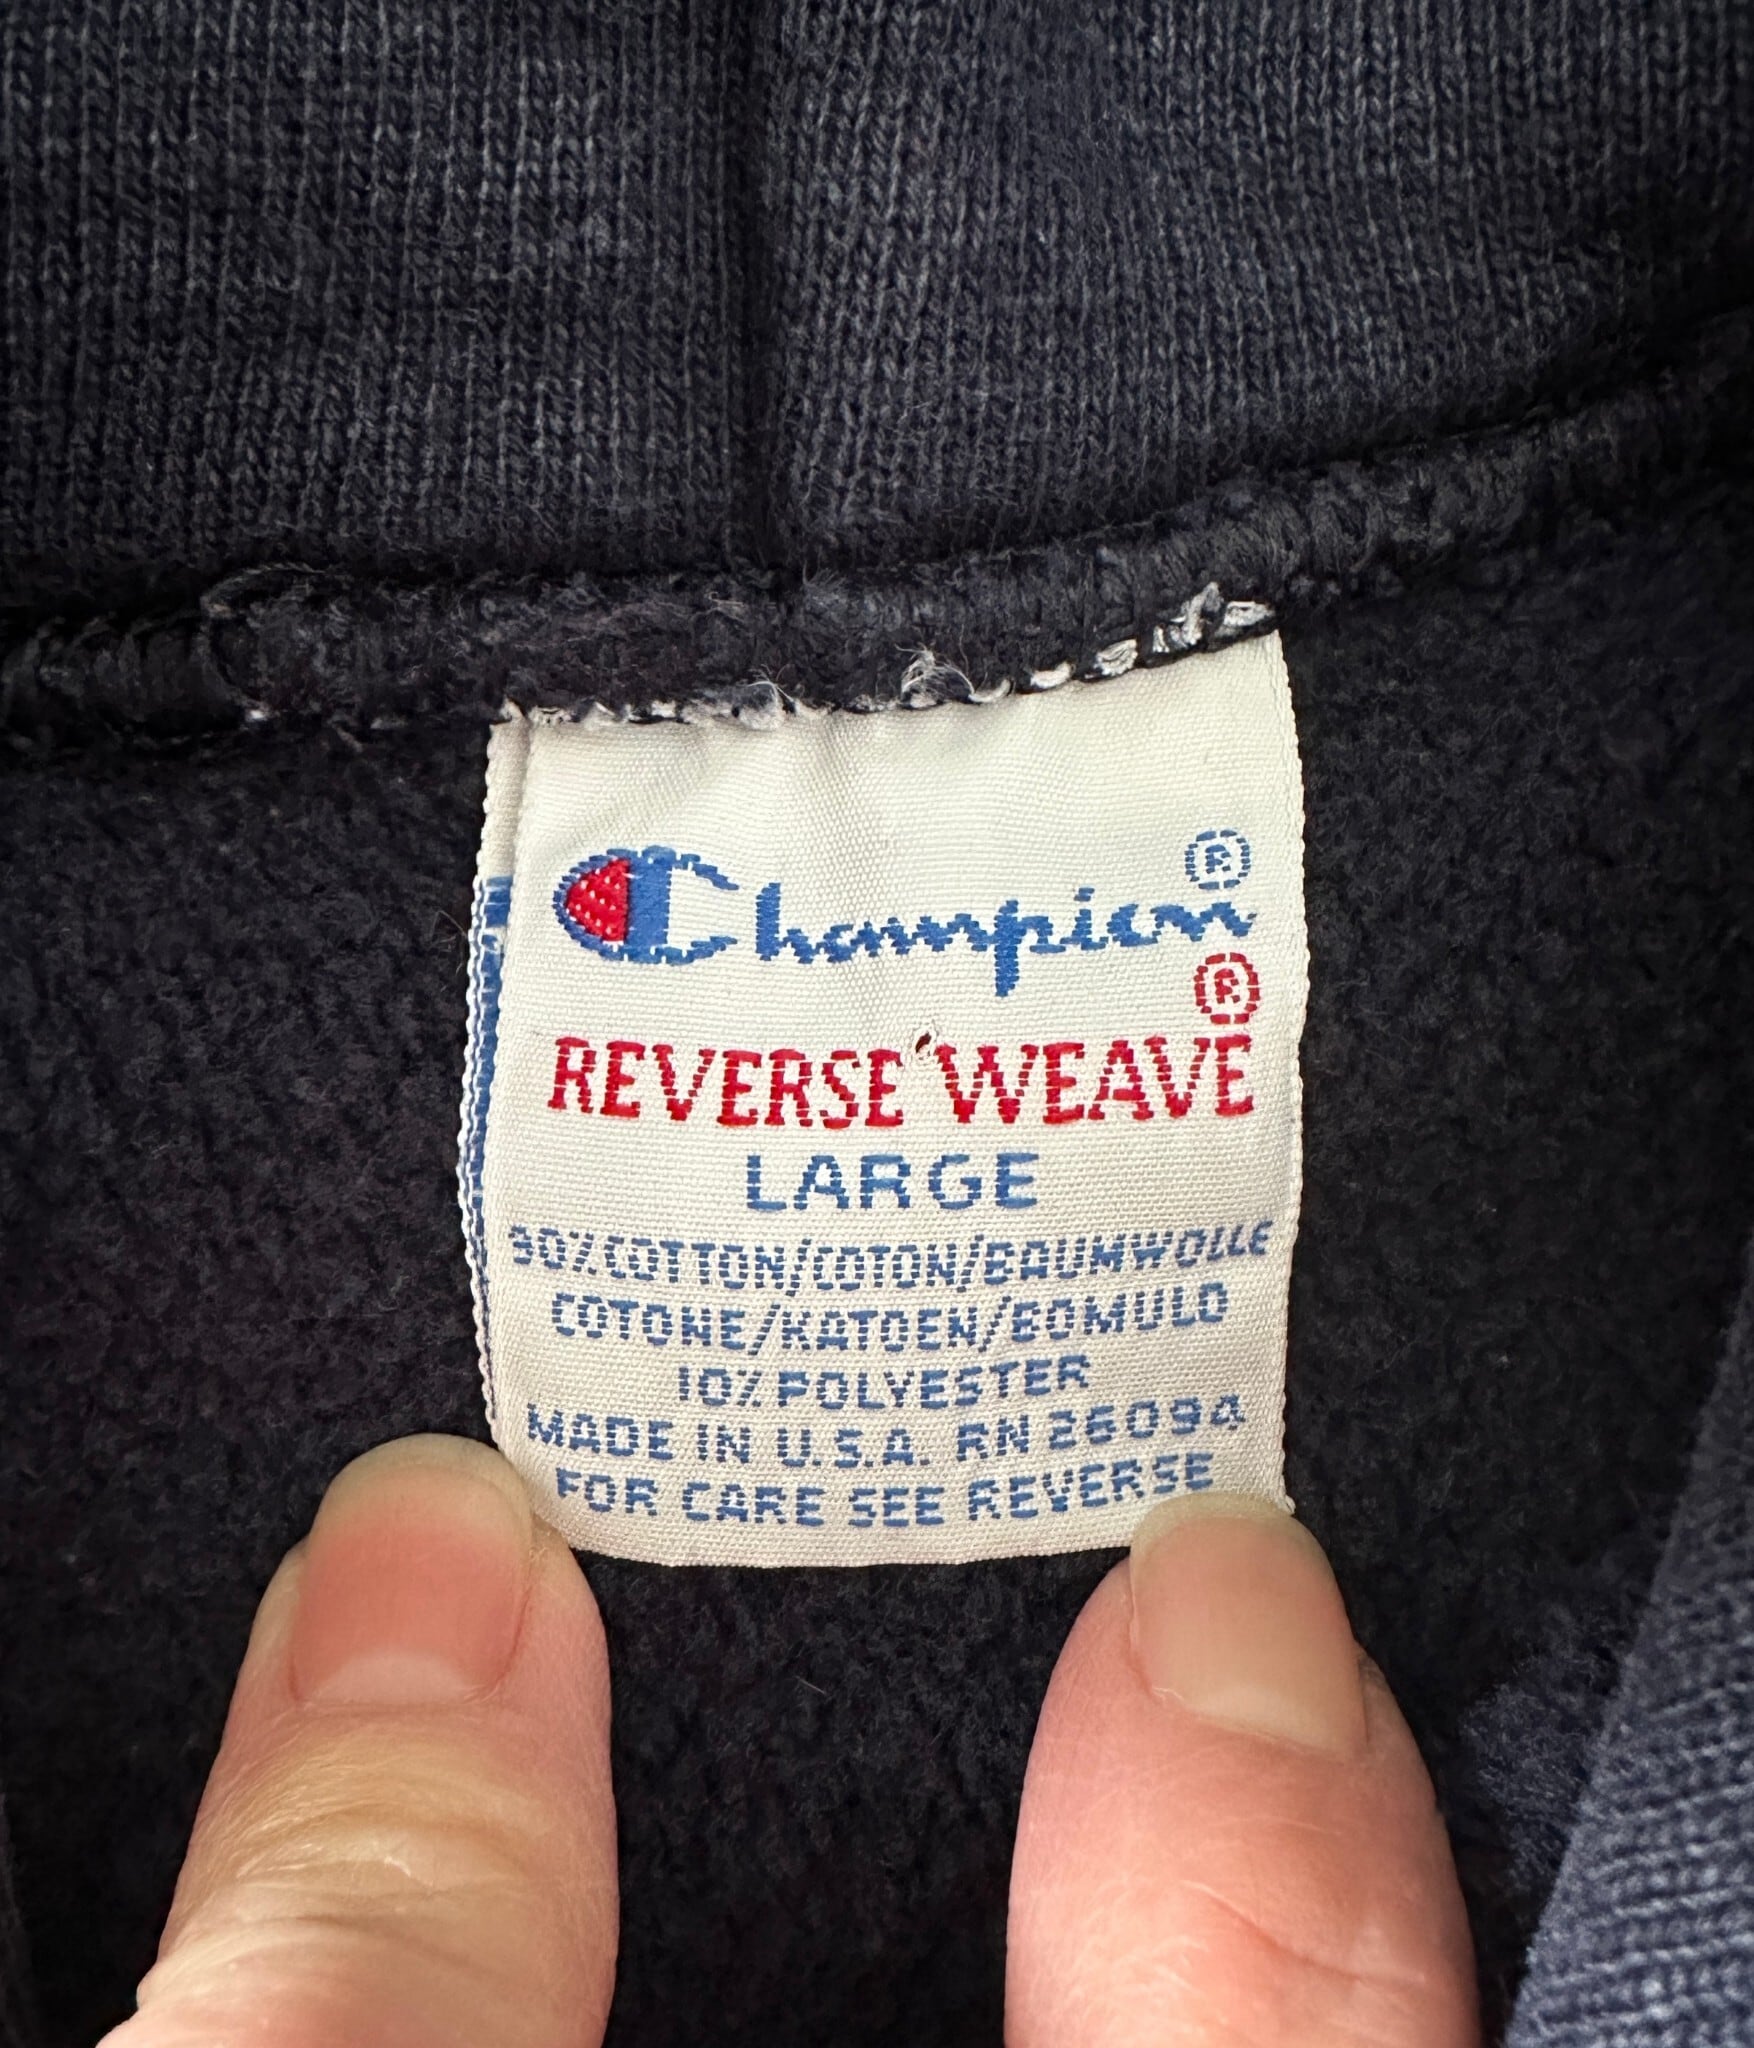 Champion®
REVERSE WEAVE®
LARGE
90% COTTON/COTON/BAUMWOLLE
COTONE/KATOEN/BOMULD
10% POLYESTER
MADE IN U.S.A. RN 26094
FOR CARE SEE REVERSE